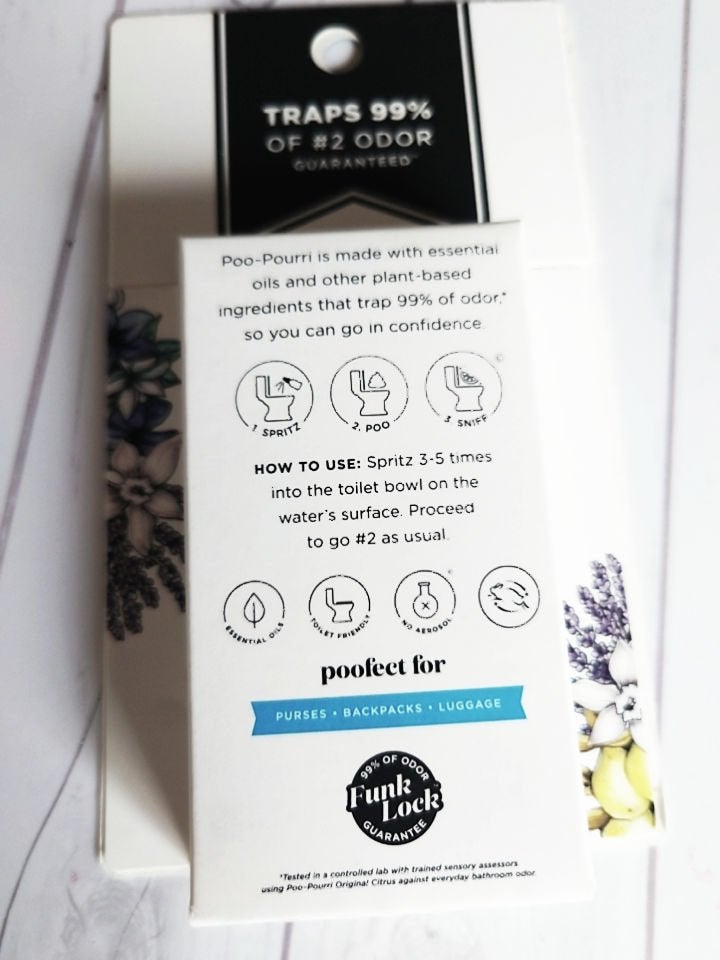 TRAPS 99%
OF #2 ODOR
GUARANTEED™
Poo-Pourri is made with essential
oils and other plant-based
ingredients that trap 99% of odor,*
so you can go in confidence.
1. SPRITZ
2. POO
3. SNIFF
©
HOW TO USE: Spritz 3-5 times
into the toilet bowl on the
water's surface. Proceed
to go #2 as usual.
ESSENTIAL OILS
TOILET FRIENDLY
NO AEROSOL
©
poofect for
PURSES • BACKPACKS • LUGGAGE
99% OF ODOR
Funk
Lock™
GUARANTEE
*Tested in a controlled lab with trained sensory assessors
using Poo-Pourri Original Citrus against everyday bathroom odor.